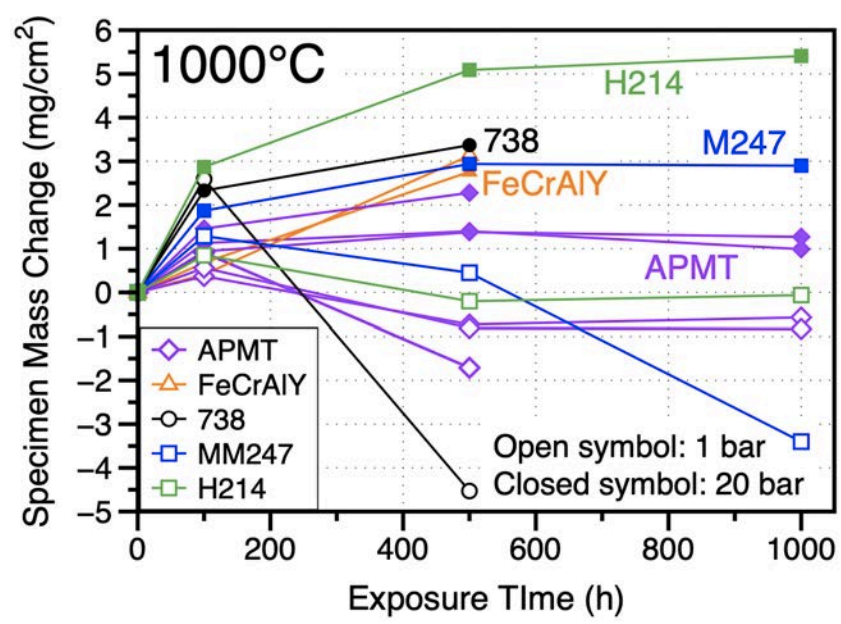 Specimen Mass Change (mg/cm²)
6
5
4
3
2
1
0
−1
−2
−3
−4
−5
1000°C
H214
738
M247
FeCrAlY
APMT
APMT
FeCrAlY
738
MM247
H214
Open symbol: 1 bar
Closed symbol: 20 bar
0 200 400 600 800 1000
Exposure TIme (h)